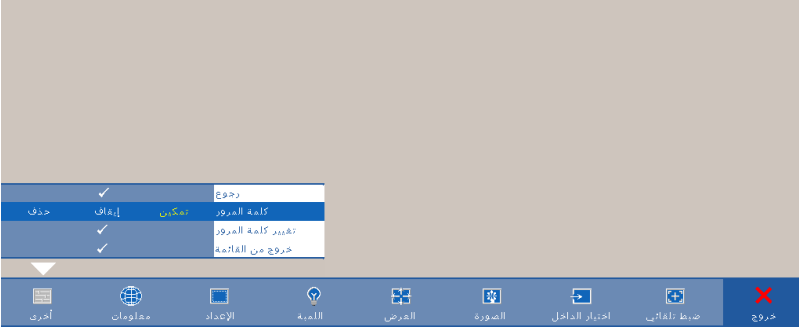 رجوع
كلمة المرور تمكين إيقاف حذف
تغيير كلمة المرور
خروج من القائمة
خروج ضبط تلقائي اختيار الداخل الصورة العرض اللمبة الإعداد معلومات أخرى